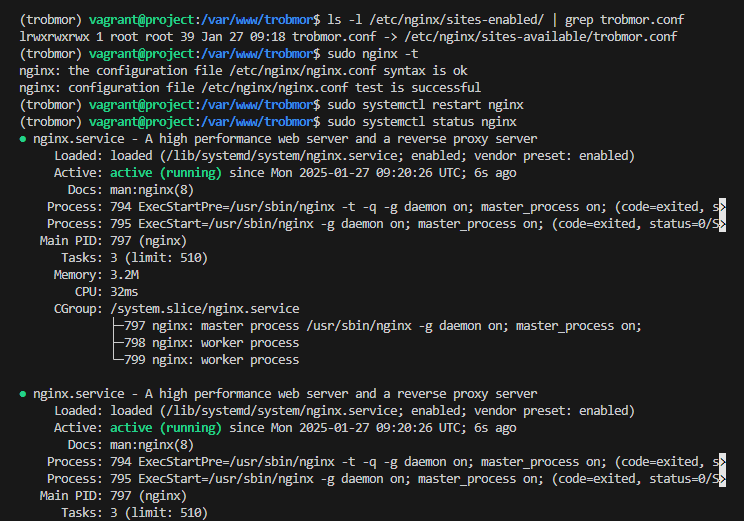 (trobmor) vagrant@project:/var/www/trobmor$ ls -l /etc/nginx/sites-enabled/ | grep trobmor.conf
lrwxrwxrwx 1 root root 39 Jan 27 09:18 trobmor.conf -> /etc/nginx/sites-available/trobmor.conf
(trobmor) vagrant@project:/var/www/trobmor$ sudo nginx -t
nginx: the configuration file /etc/nginx/nginx.conf syntax is ok
nginx: configuration file /etc/nginx/nginx.conf test is successful
(trobmor) vagrant@project:/var/www/trobmor$ sudo systemctl restart nginx
(trobmor) vagrant@project:/var/www/trobmor$ sudo systemctl status nginx
● nginx.service - A high performance web server and a reverse proxy server
     Loaded: loaded (/lib/systemd/system/nginx.service; enabled; vendor preset: enabled)
     Active: active (running) since Mon 2025-01-27 09:20:26 UTC; 6s ago
       Docs: man:nginx(8)
    Process: 794 ExecStartPre=/usr/sbin/nginx -t -q -g daemon on; master_process on; (code=exited, s>
    Process: 795 ExecStart=/usr/sbin/nginx -g daemon on; master_process on; (code=exited, status=0/S>
   Main PID: 797 (nginx)
      Tasks: 3 (limit: 510)
     Memory: 3.2M
        CPU: 32ms
     CGroup: /system.slice/nginx.service
             ├─797 nginx: master process /usr/sbin/nginx -g daemon on; master_process on;
             ├─798 nginx: worker process
             └─799 nginx: worker process
● nginx.service - A high performance web server and a reverse proxy server
     Loaded: loaded (/lib/systemd/system/nginx.service; enabled; vendor preset: enabled)
     Active: active (running) since Mon 2025-01-27 09:20:26 UTC; 6s ago
       Docs: man:nginx(8)
    Process: 794 ExecStartPre=/usr/sbin/nginx -t -q -g daemon on; master_process on; (code=exited, s>
    Process: 795 ExecStart=/usr/sbin/nginx -g daemon on; master_process on; (code=exited, status=0/S>
   Main PID: 797 (nginx)
      Tasks: 3 (limit: 510)